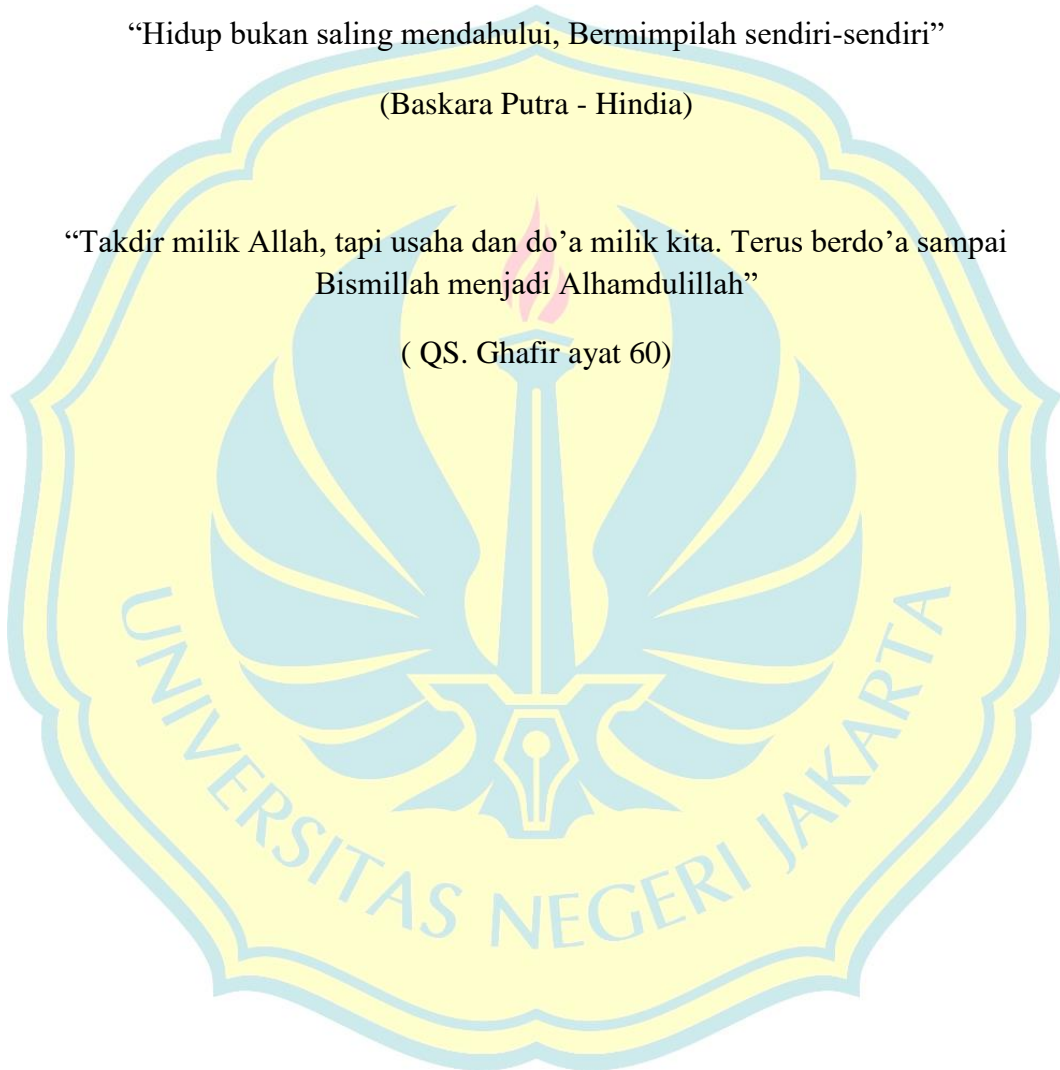 “Hidup bukan saling mendahului, Bermimpilah sendiri-sendiri”
(Baskara Putra - Hindia)
“Takdir milik Allah, tapi usaha dan do’a milik kita. Terus berdo’a sampai
Bismillah menjadi Alhamdulillah”
( QS. Ghafir ayat 60)
UNIVERSITAS NEGERI JAKARTA